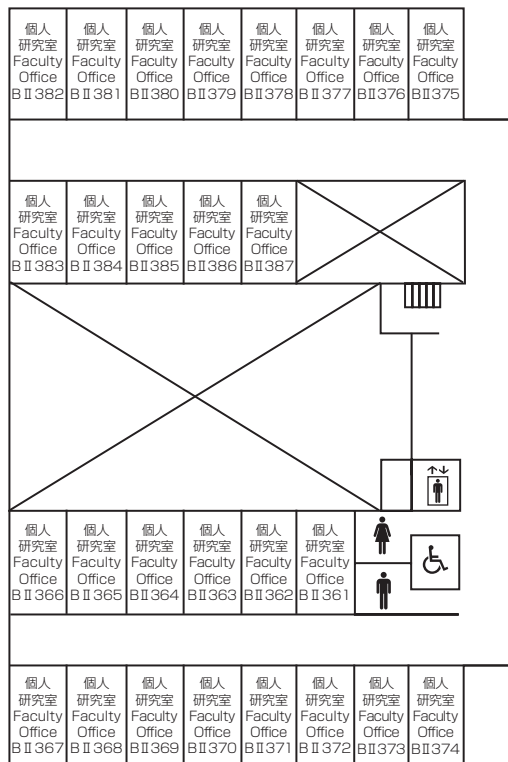 個人
研究室
Faculty
Office
BⅡ382
個人
研究室
Faculty
Office
BⅡ381
個人
研究室
Faculty
Office
BⅡ380
個人
研究室
Faculty
Office
BⅡ379
個人
研究室
Faculty
Office
BⅡ378
個人
研究室
Faculty
Office
BⅡ377
個人
研究室
Faculty
Office
BⅡ376
個人
研究室
Faculty
Office
BⅡ375
個人
研究室
Faculty
Office
BⅡ383
個人
研究室
Faculty
Office
BⅡ384
個人
研究室
Faculty
Office
BⅡ385
個人
研究室
Faculty
Office
BⅡ386
個人
研究室
Faculty
Office
BⅡ387
個人
研究室
Faculty
Office
BⅡ366
個人
研究室
Faculty
Office
BⅡ365
個人
研究室
Faculty
Office
BⅡ364
個人
研究室
Faculty
Office
BⅡ363
個人
研究室
Faculty
Office
BⅡ362
個人
研究室
Faculty
Office
BⅡ361
個人
研究室
Faculty
Office
BⅡ367
個人
研究室
Faculty
Office
BⅡ368
個人
研究室
Faculty
Office
BⅡ369
個人
研究室
Faculty
Office
BⅡ370
個人
研究室
Faculty
Office
BⅡ371
個人
研究室
Faculty
Office
BⅡ372
個人
研究室
Faculty
Office
BⅡ373
個人
研究室
Faculty
Office
BⅡ374